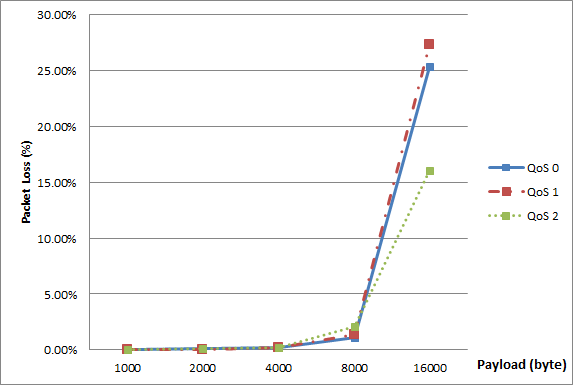 30.00%
25.00%
20.00%
15.00%
10.00%
5.00%
0.00%
Packet Loss (%)
1000 2000 4000 8000 16000
Payload (byte)
QoS 0
QoS 1
QoS 2